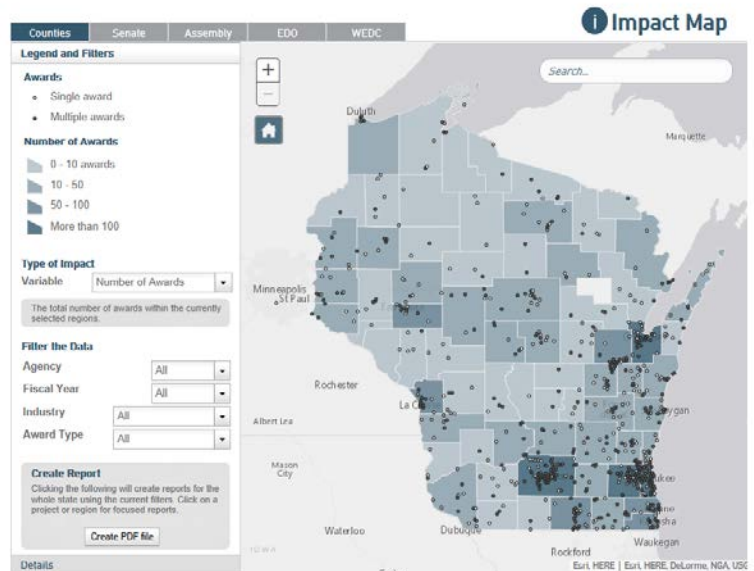 Counties
Senate
Assembly
EDO
WEDC
i Impact Map
Legend and Filters
Awards
Single award
Multiple awards
Number of Awards
0 - 10 awards
10 - 50
50 - 100
More than 100
Type of Impact
Variable
Number of Awards
The total number of awards within the currently
selected regions.
Filter the Data
Agency
All
Fiscal Year
All
Industry
All
Award Type
All
Create Report
Clicking the following will create reports for the
whole state using the current filters. Click on a
project or region for focused reports.
Create PDF file
Details
+
−
Search...
Duluth
Marquette
Minneapolis
St Paul
Rochester
La C
Albert Lea
Mason
City
Waterloo
Dubuque
Rockford
Waukegan
IOWA
ygan
ukee
sha
Esri, HERE | Esri, HERE, DeLorme, NGA, USG